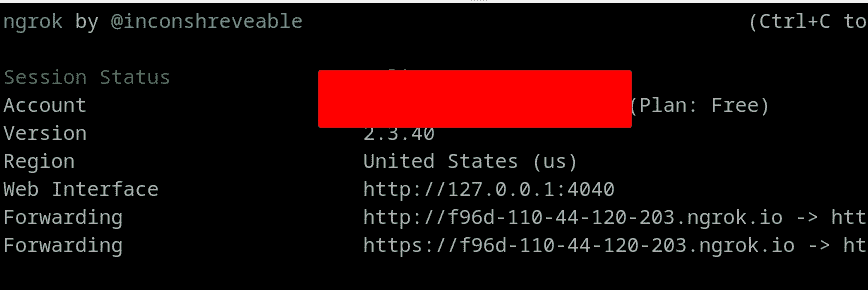 ngrok by @inconshreveable (Ctrl+C to
Session Status
Account (Plan: Free)
Version 2.3.40
Region United States (us)
Web Interface http://127.0.0.1:4040
Forwarding http://f96d-110-44-120-203.ngrok.io -> htt
Forwarding https://f96d-110-44-120-203.ngrok.io -> ht